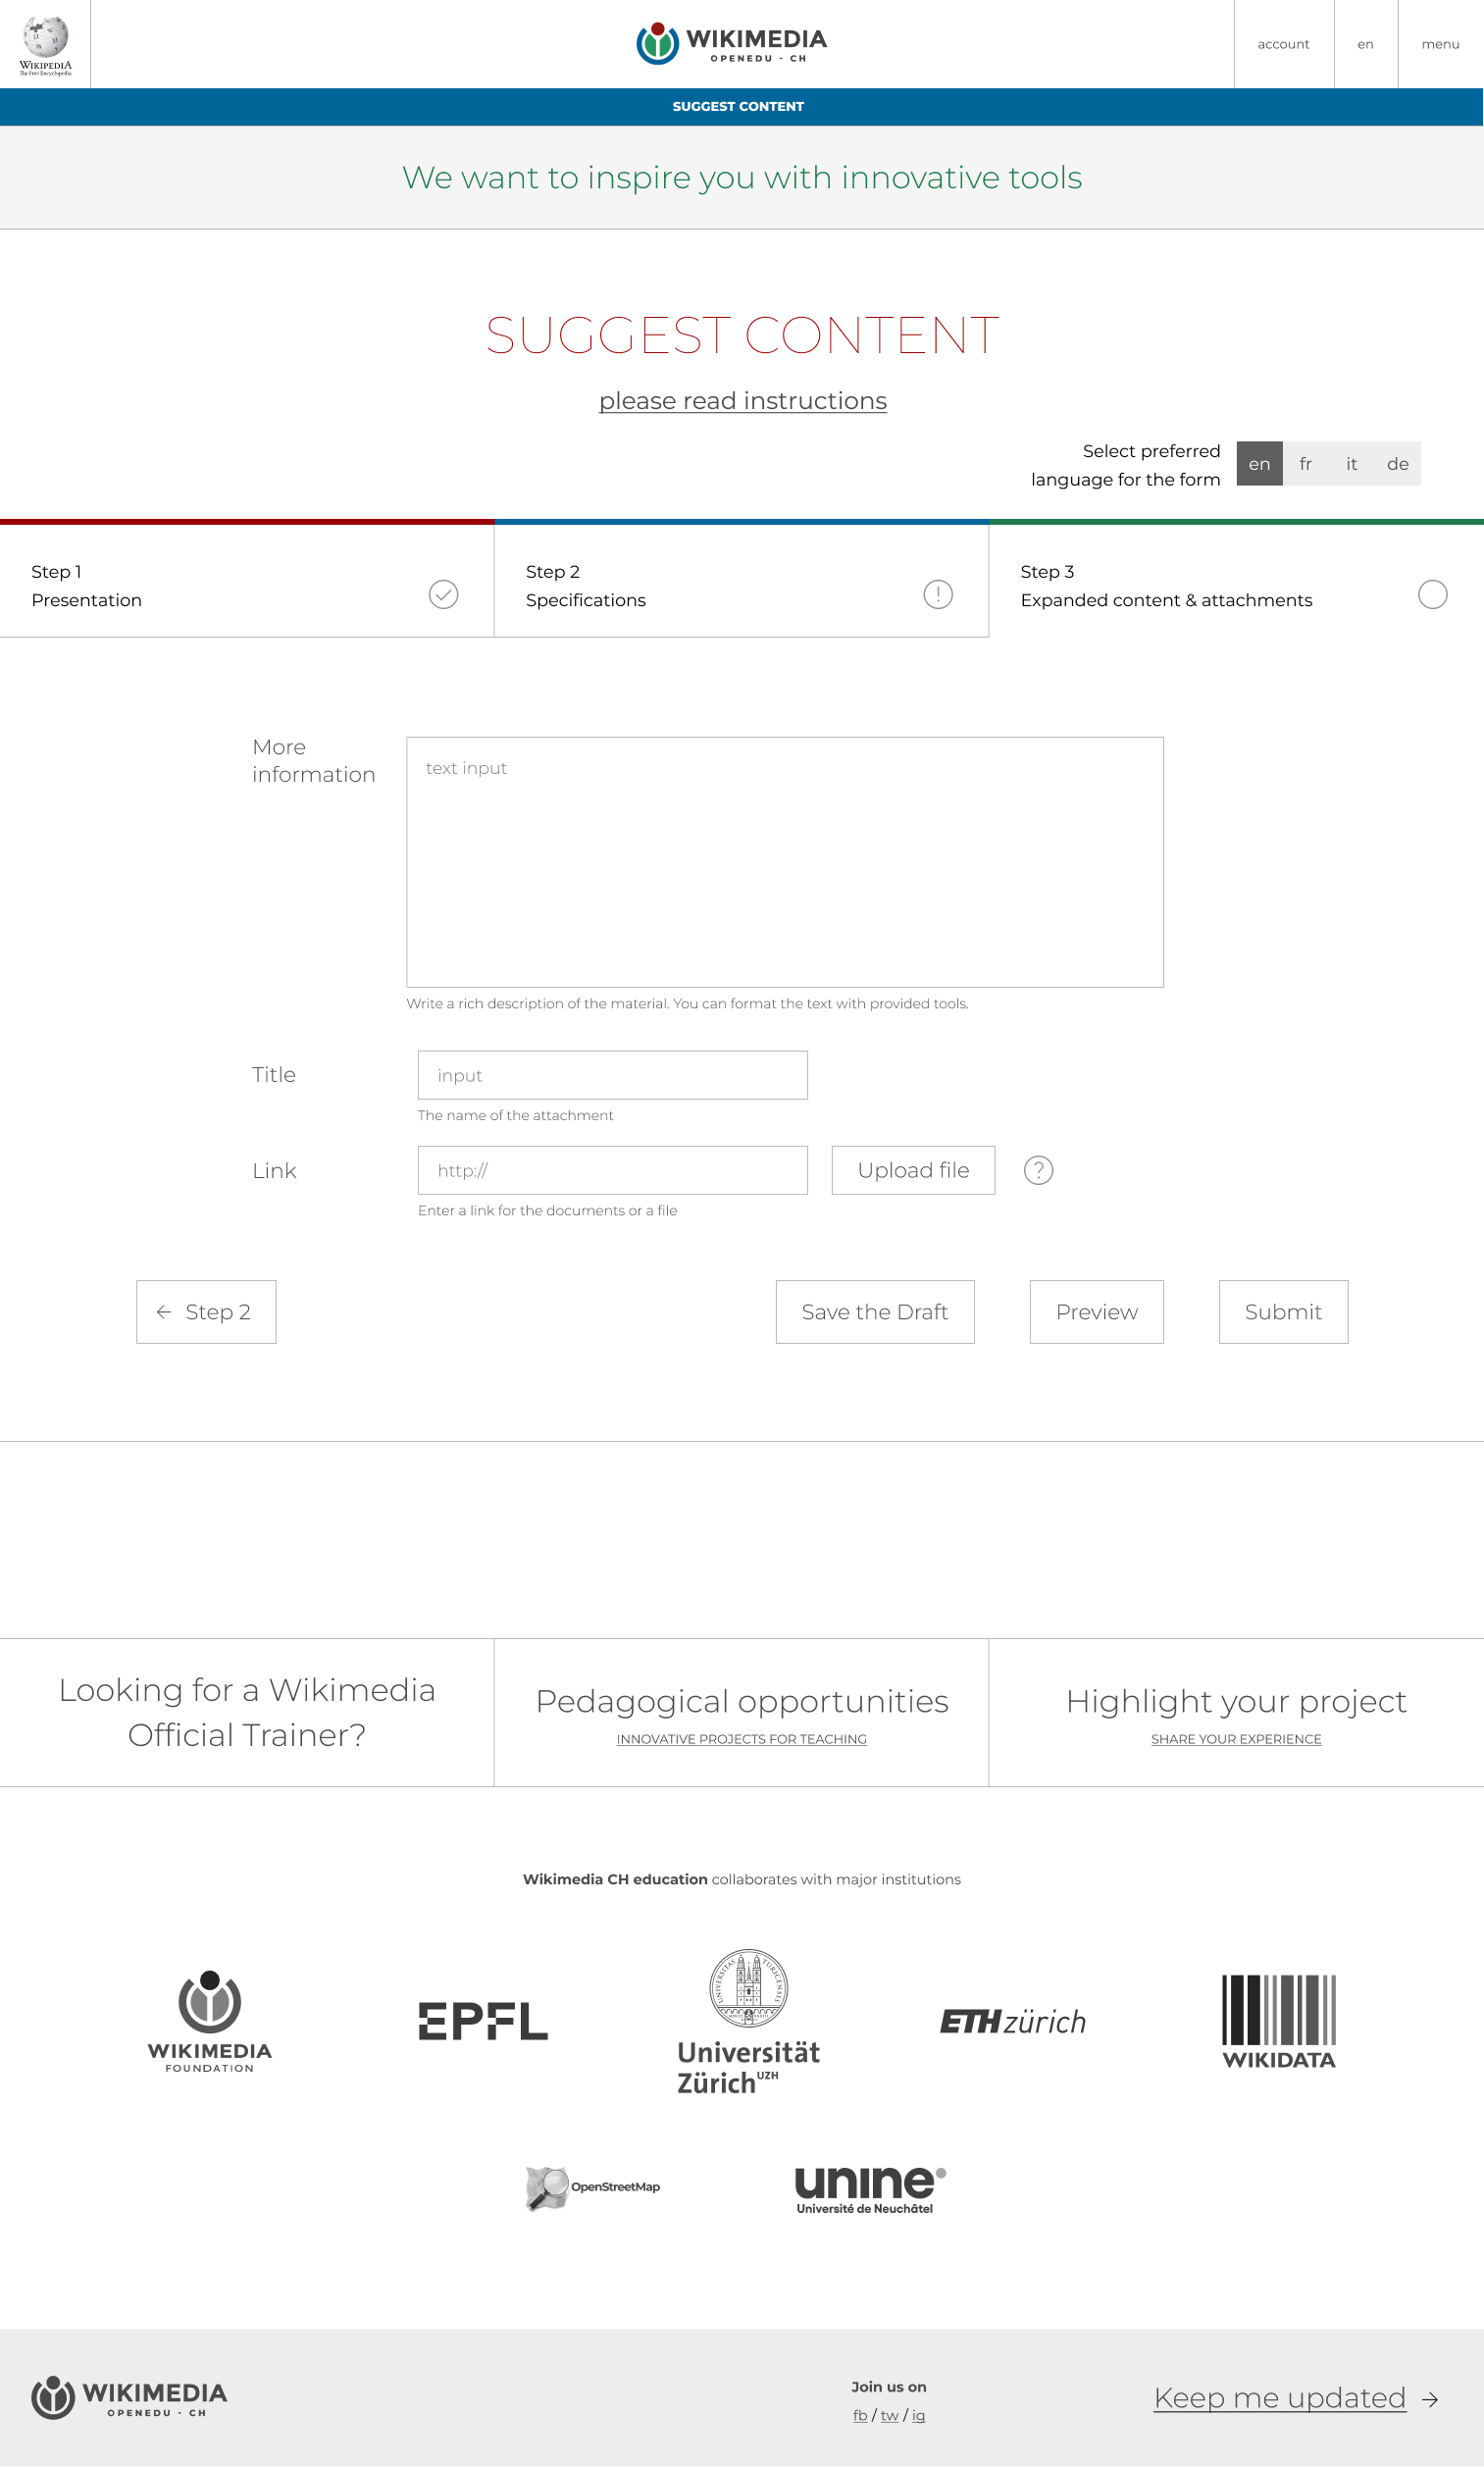 WIKIPEDIA
The Free Encyclopedia
WIKIMEDIA
OPENEDU - CH
account
en
menu
SUGGEST CONTENT
We want to inspire you with innovative tools
SUGGEST CONTENT
please read instructions
Select preferred
language for the form
en fr it de
Step 1
Presentation
Step 2
Specifications
Step 3
Expanded content & attachments
More
information
text input
Write a rich description of the material. You can format the text with provided tools.
Title
input
The name of the attachment
Link
http://
Upload file
?
Enter a link for the documents or a file
← Step 2
Save the Draft
Preview
Submit
Looking for a Wikimedia
Official Trainer?
Pedagogical opportunities
INNOVATIVE PROJECTS FOR TEACHING
Highlight your project
SHARE YOUR EXPERIENCE
Wikimedia CH education collaborates with major institutions
WIKIMEDIA
FOUNDATION
EPFL
UNIVERSITAS TURICENSIS
Universität
Zürich UZH
ETH zürich
WIKIDATA
OpenStreetMap
unine
Université de Neuchâtel
WIKIMEDIA
OPENEDU - CH
Join us on
fb / tw / ig
Keep me updated →